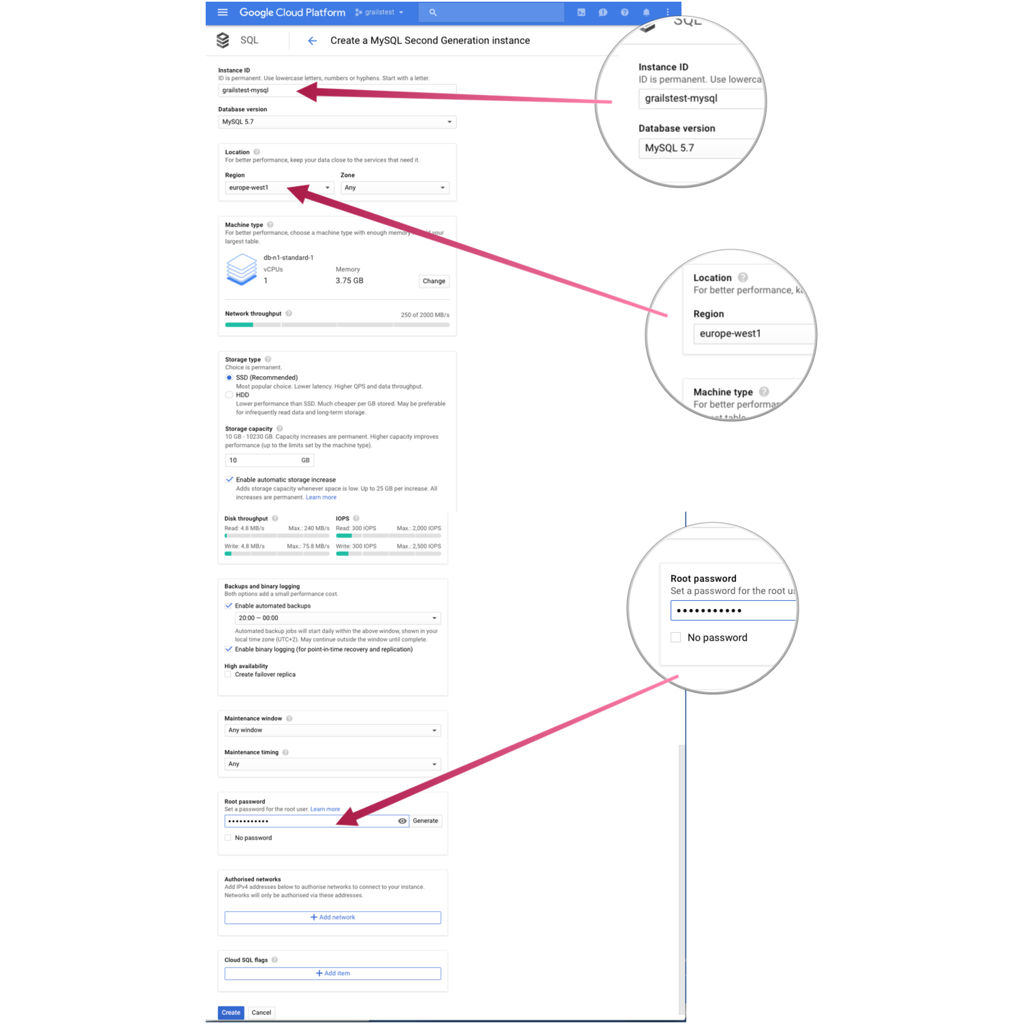 Google Cloud Platform grailstest
SQL Create a MySQL Second Generation instance
Instance ID
ID is permanent. Use lowercase letters, numbers or hyphens. Start with a letter.
grailstest-mysql
Database version
MySQL 5.7
Location
For better performance, keep your data close to the services that need it.
Region Zone
europe-west1 Any
Machine type
For better performance, choose a machine type with enough memory your
largest table.
db-n1-standard-1
vCPUs Memory
1 3.75 GB Change
Network throughput 250 of 2000 MB/s
Storage type
Choice is permanent.
SSD (Recommended)
Most popular choice. Lower latency. Higher QPS and data throughput.
HDD
Lower performance than SSD. Much cheaper per GB stored. May be preferable
for infrequently read data and long-term storage.
Storage capacity
10 GB - 10230 GB. Capacity increases are permanent. Higher capacity improves
performance (up to the limits set by the machine type).
10 GB
Enable automatic storage increase
Adds storage capacity whenever space is low. Up to 25 GB per increase. All
increases are permanent. Learn more
Disk throughput IOPS
Read: 4.8 MB/s Max.: 240 MB/s Read: 300 IOPS Max.: 2,000 IOPS
Write: 4.8 MB/s Max.: 75.8 MB/s Write: 300 IOPS Max.: 2,500 IOPS
Backups and binary logging
Both options add a small performance cost.
Enable automated backups
20:00 — 00:00
Automated backup jobs will start daily within the above window, shown in your
local time zone (UTC+2). May continue outside the window until complete.
Enable binary logging (for point-in-time recovery and replication)
High availability
Create failover replica
Maintenance window
Any window
Maintenance timing
Any
Root password
Set a password for the root user. Learn more
••••••••••• Generate
No password
Authorised networks
Add IPv4 addresses below to authorise networks to connect to your instance.
Networks will only be authorised via these addresses.
+ Add network
Cloud SQL flags
+ Add item
Create Cancel
SQL
Instance ID
ID is permanent. Use lowerca
grailstest-mysql
Database version
MySQL 5.7
Location
For better performance, k
Region
europe-west1
Machine type
For better performan
Root password
Set a password for the root u
•••••••••••
No password